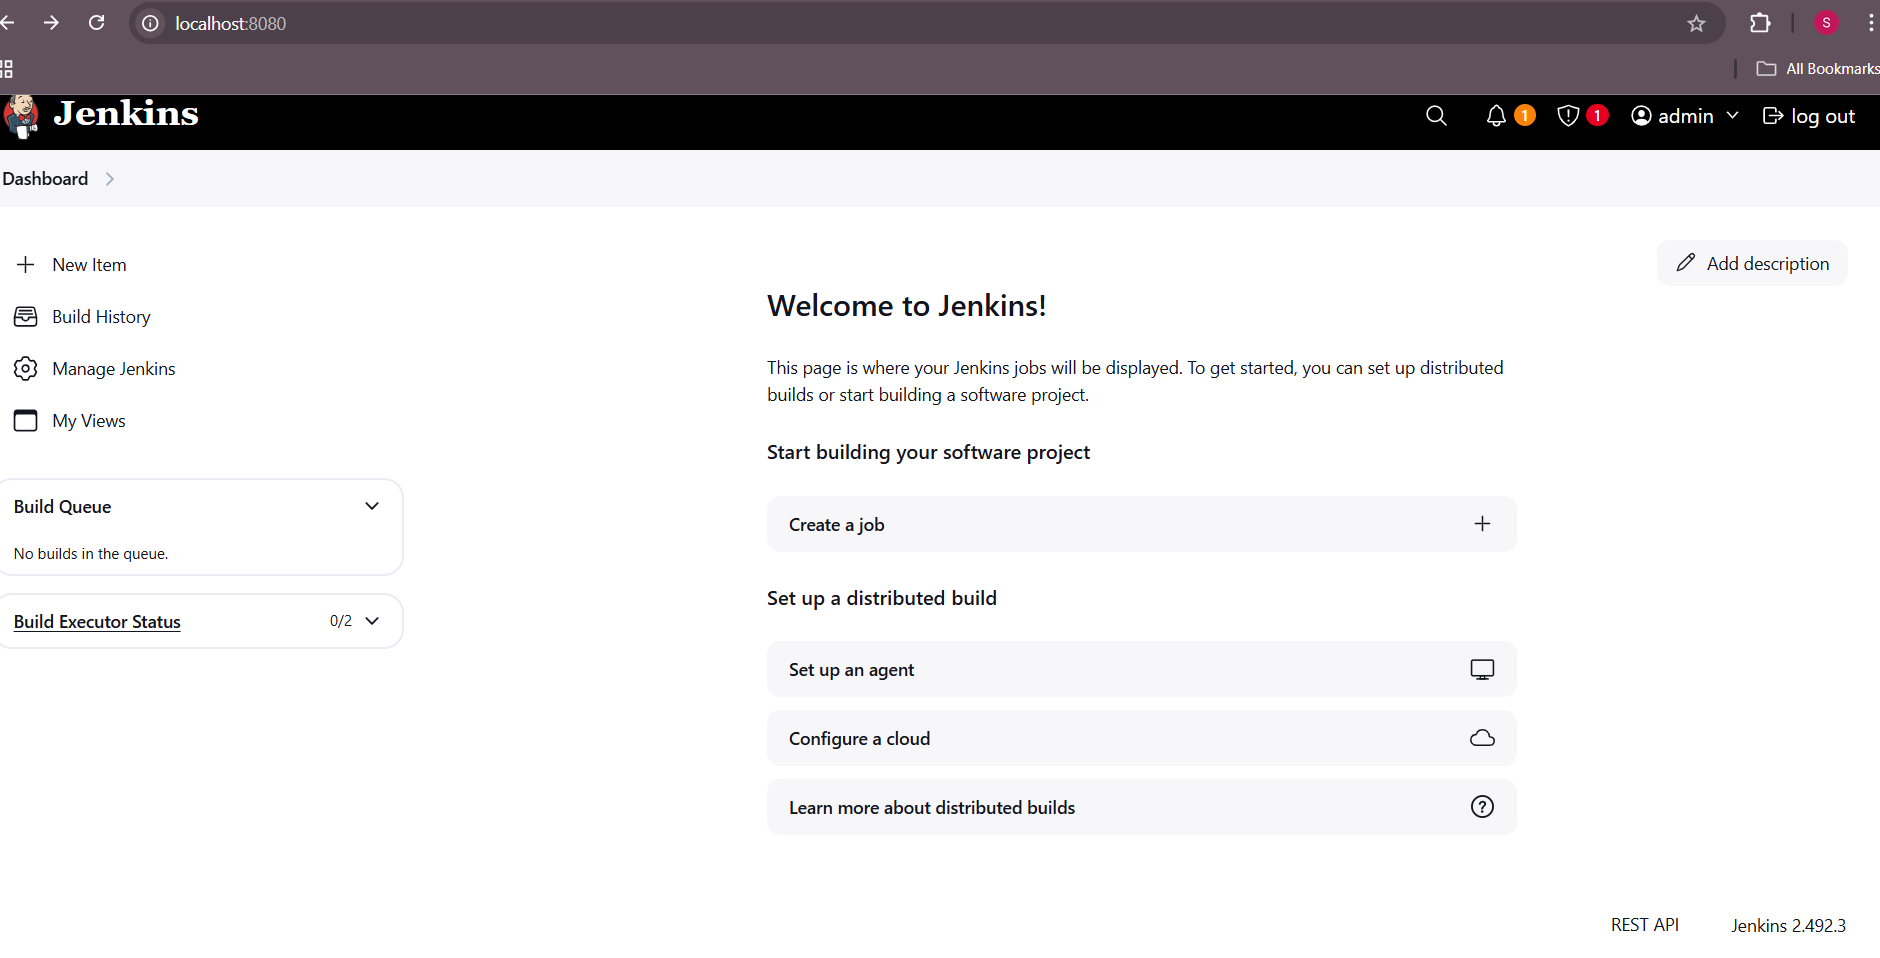 localhost:8080
S
All Bookmarks
Jenkins
1
1
admin
log out
Dashboard
New Item
Build History
Manage Jenkins
My Views
Build Queue
No builds in the queue.
Build Executor Status
0/2
Add description
Welcome to Jenkins!
This page is where your Jenkins jobs will be displayed. To get started, you can set up distributed
builds or start building a software project.
Start building your software project
Create a job
Set up a distributed build
Set up an agent
Configure a cloud
Learn more about distributed builds
REST API
Jenkins 2.492.3